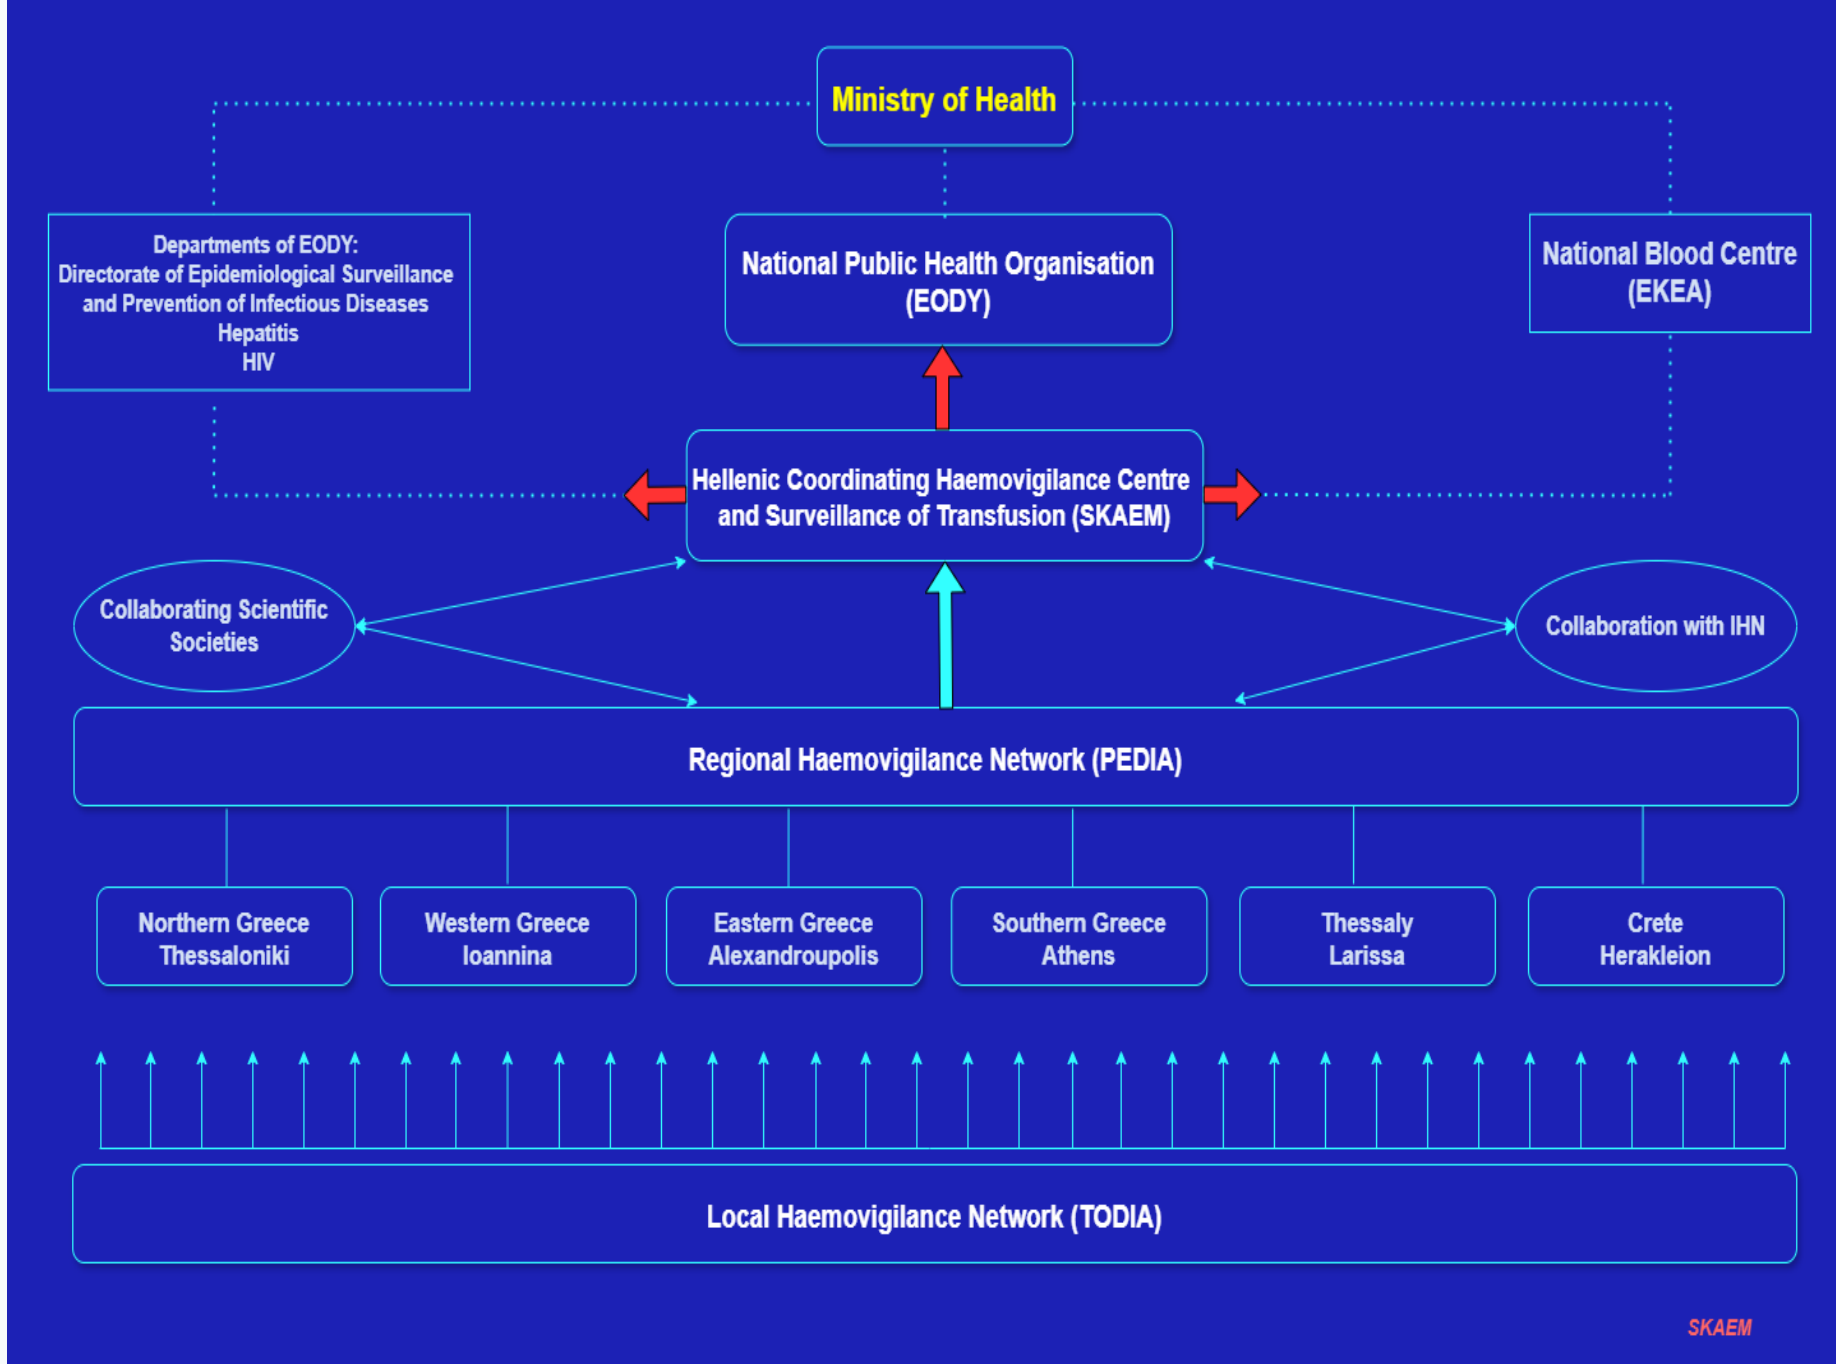 Ministry of Health
Departments of EODY:
Directorate of Epidemiological Surveillance
and Prevention of Infectious Diseases
Hepatitis
HIV
National Public Health Organisation
(EODY)
National Blood Centre
(EKEA)
Hellenic Coordinating Haemovigilance Centre
and Surveillance of Transfusion (SKAEM)
Collaborating Scientific
Societies
Collaboration with IHN
Regional Haemovigilance Network (PEDIA)
Northern Greece
Thessaloniki
Western Greece
Ioannina
Eastern Greece
Alexandroupolis
Southern Greece
Athens
Thessaly
Larissa
Crete
Herakleion
Local Haemovigilance Network (TODIA)
SKAEM